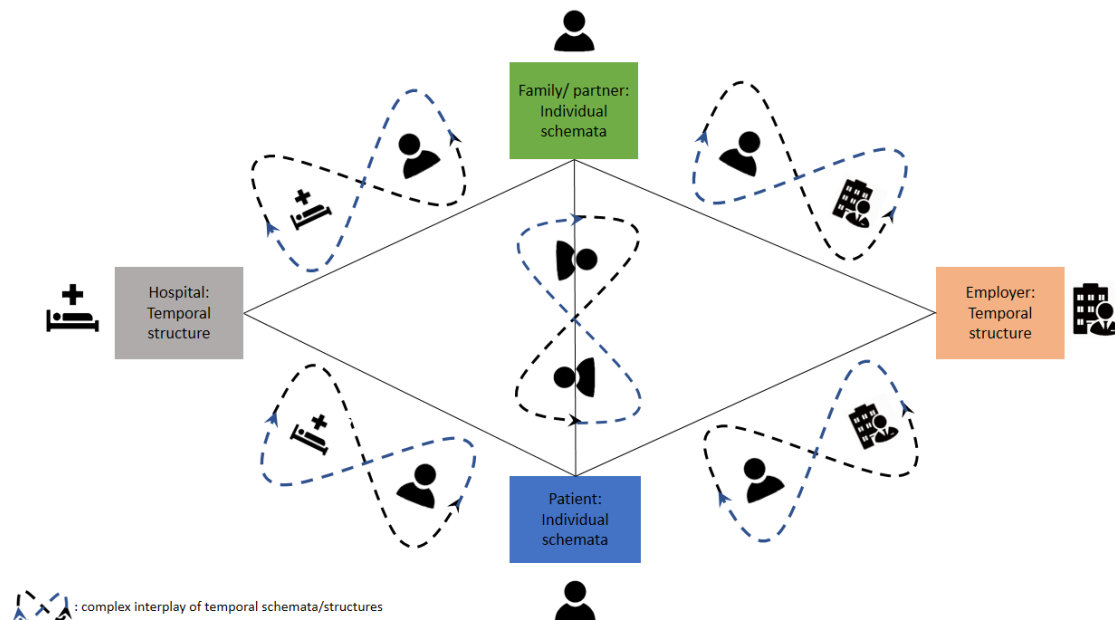 Family/ partner:
Individual
schemata
Hospital:
Temporal
structure
Employer:
Temporal
structure
Patient:
Individual
schemata
: complex interplay of temporal schemata/structures